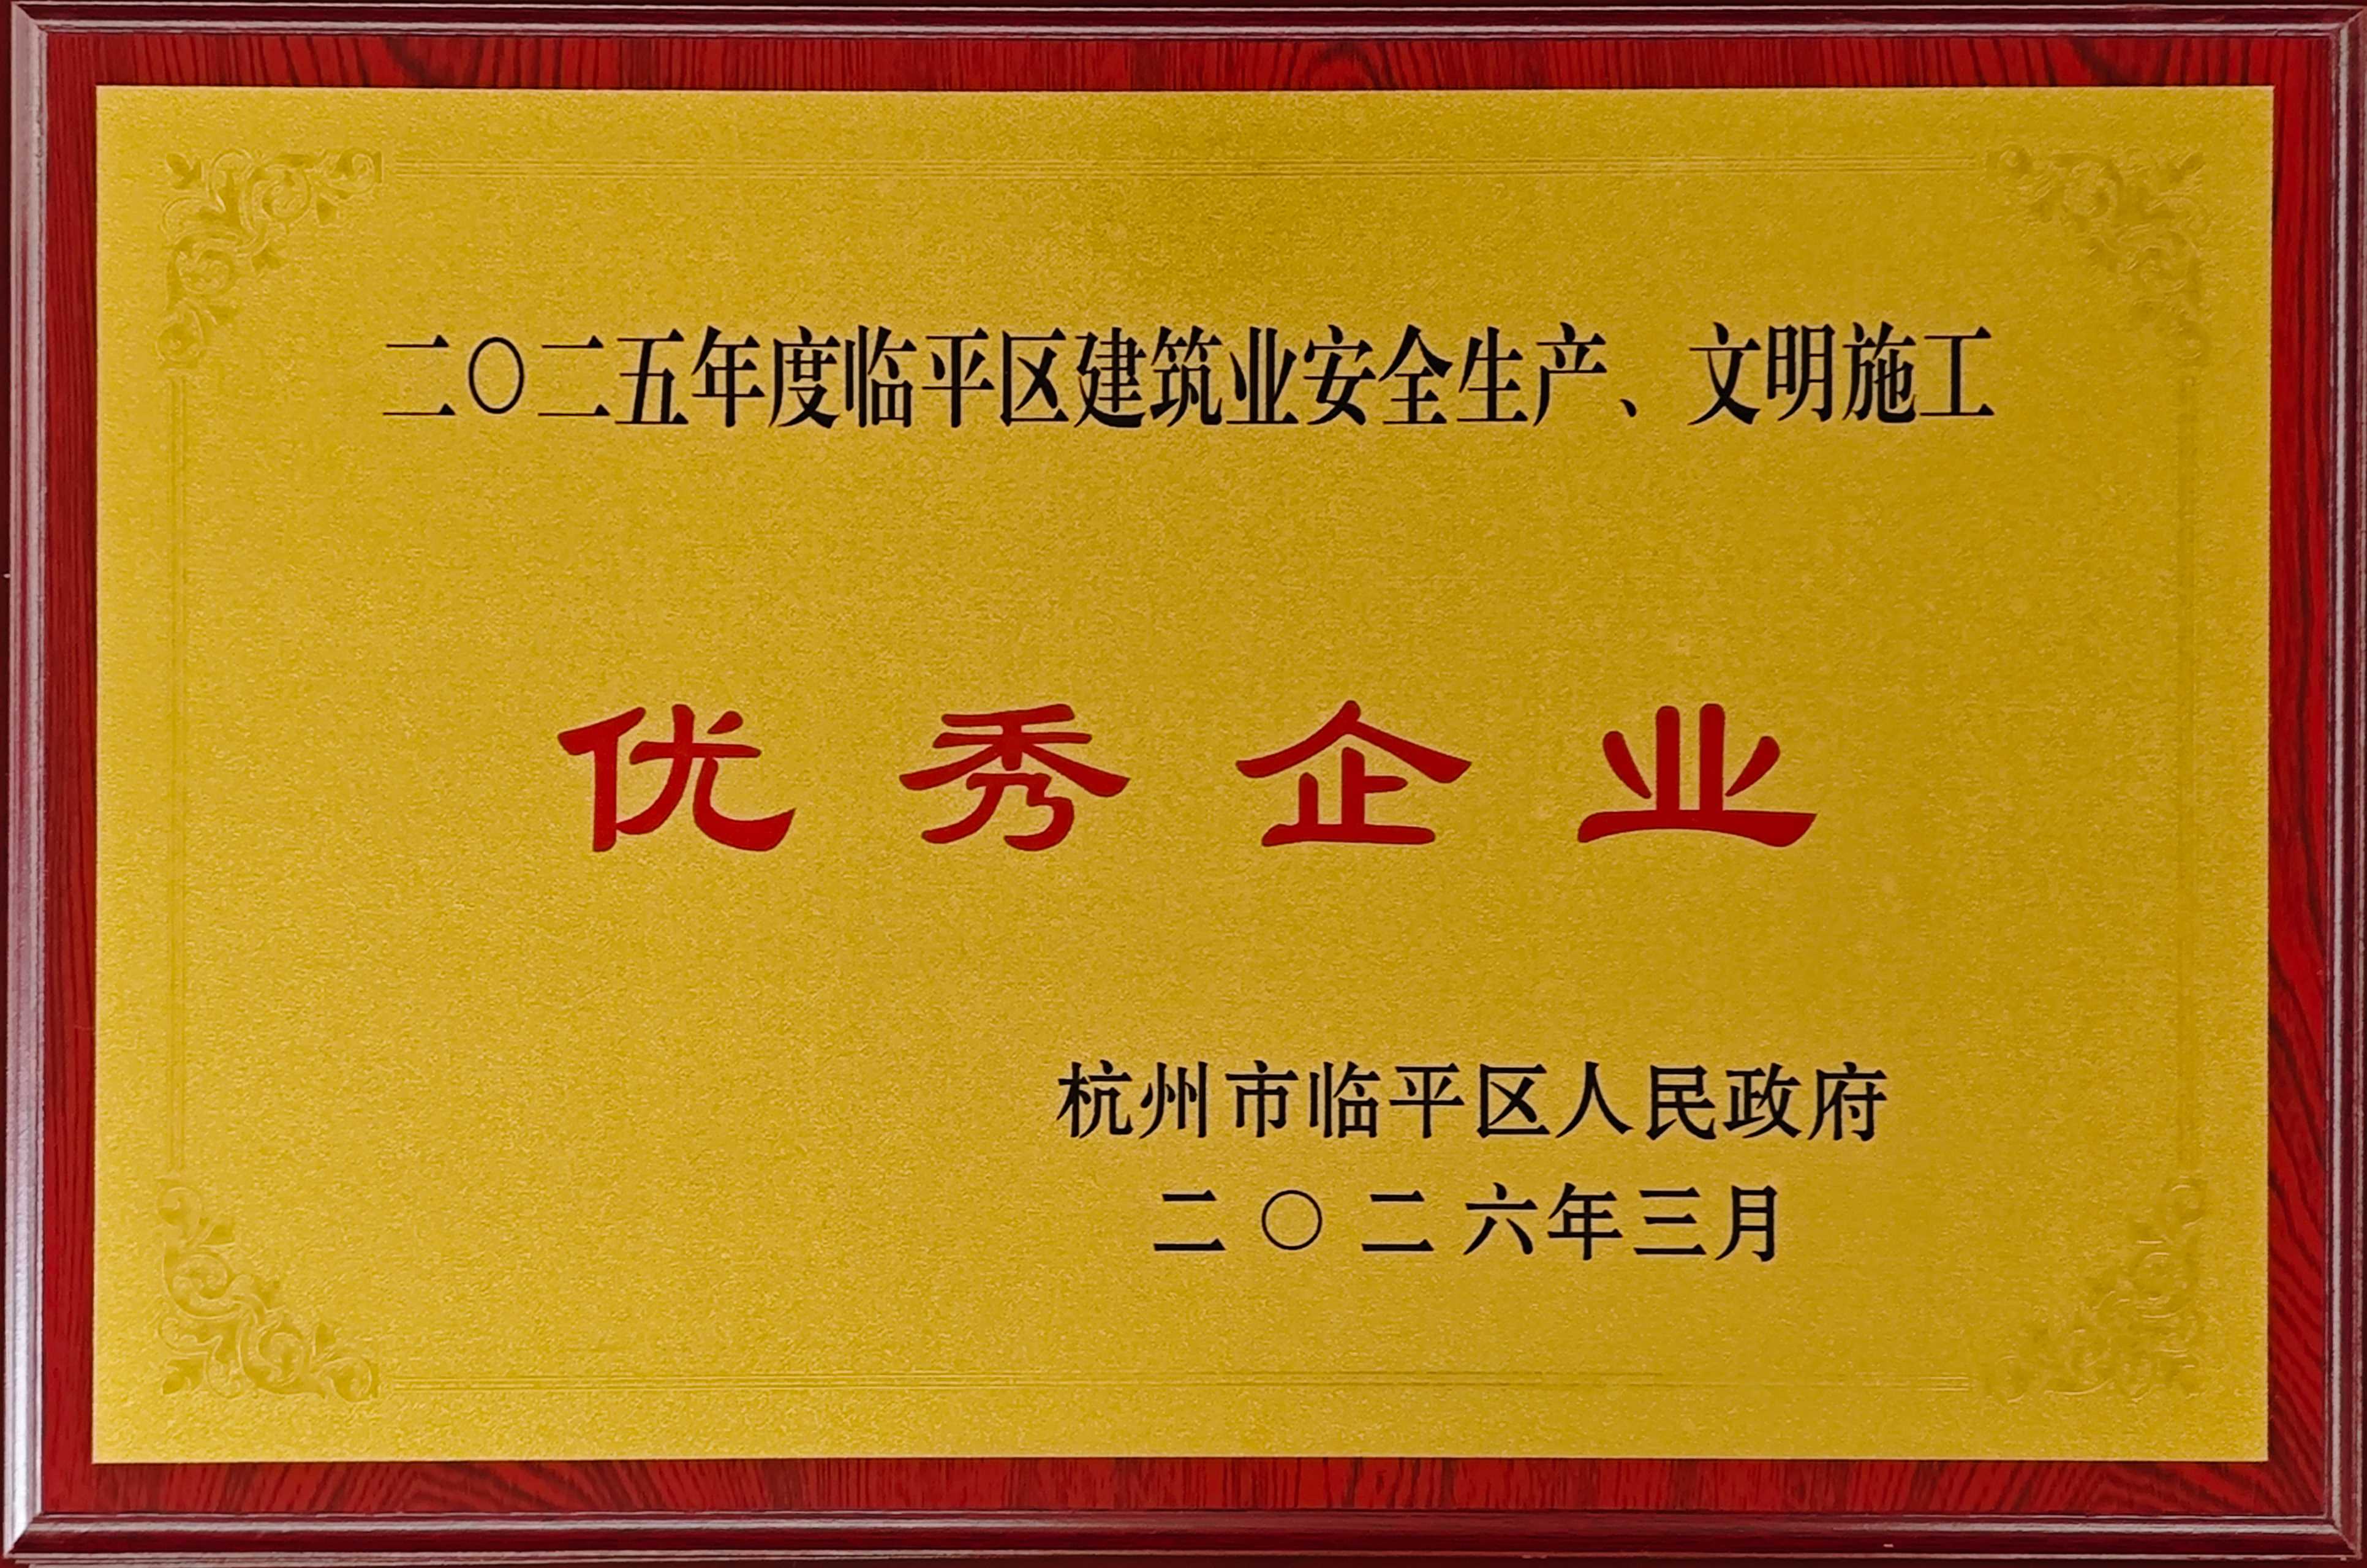 二〇二五年度临平区建筑业安全生产、文明施工
优秀企业
杭州市临平区人民政府
二〇二六年三月